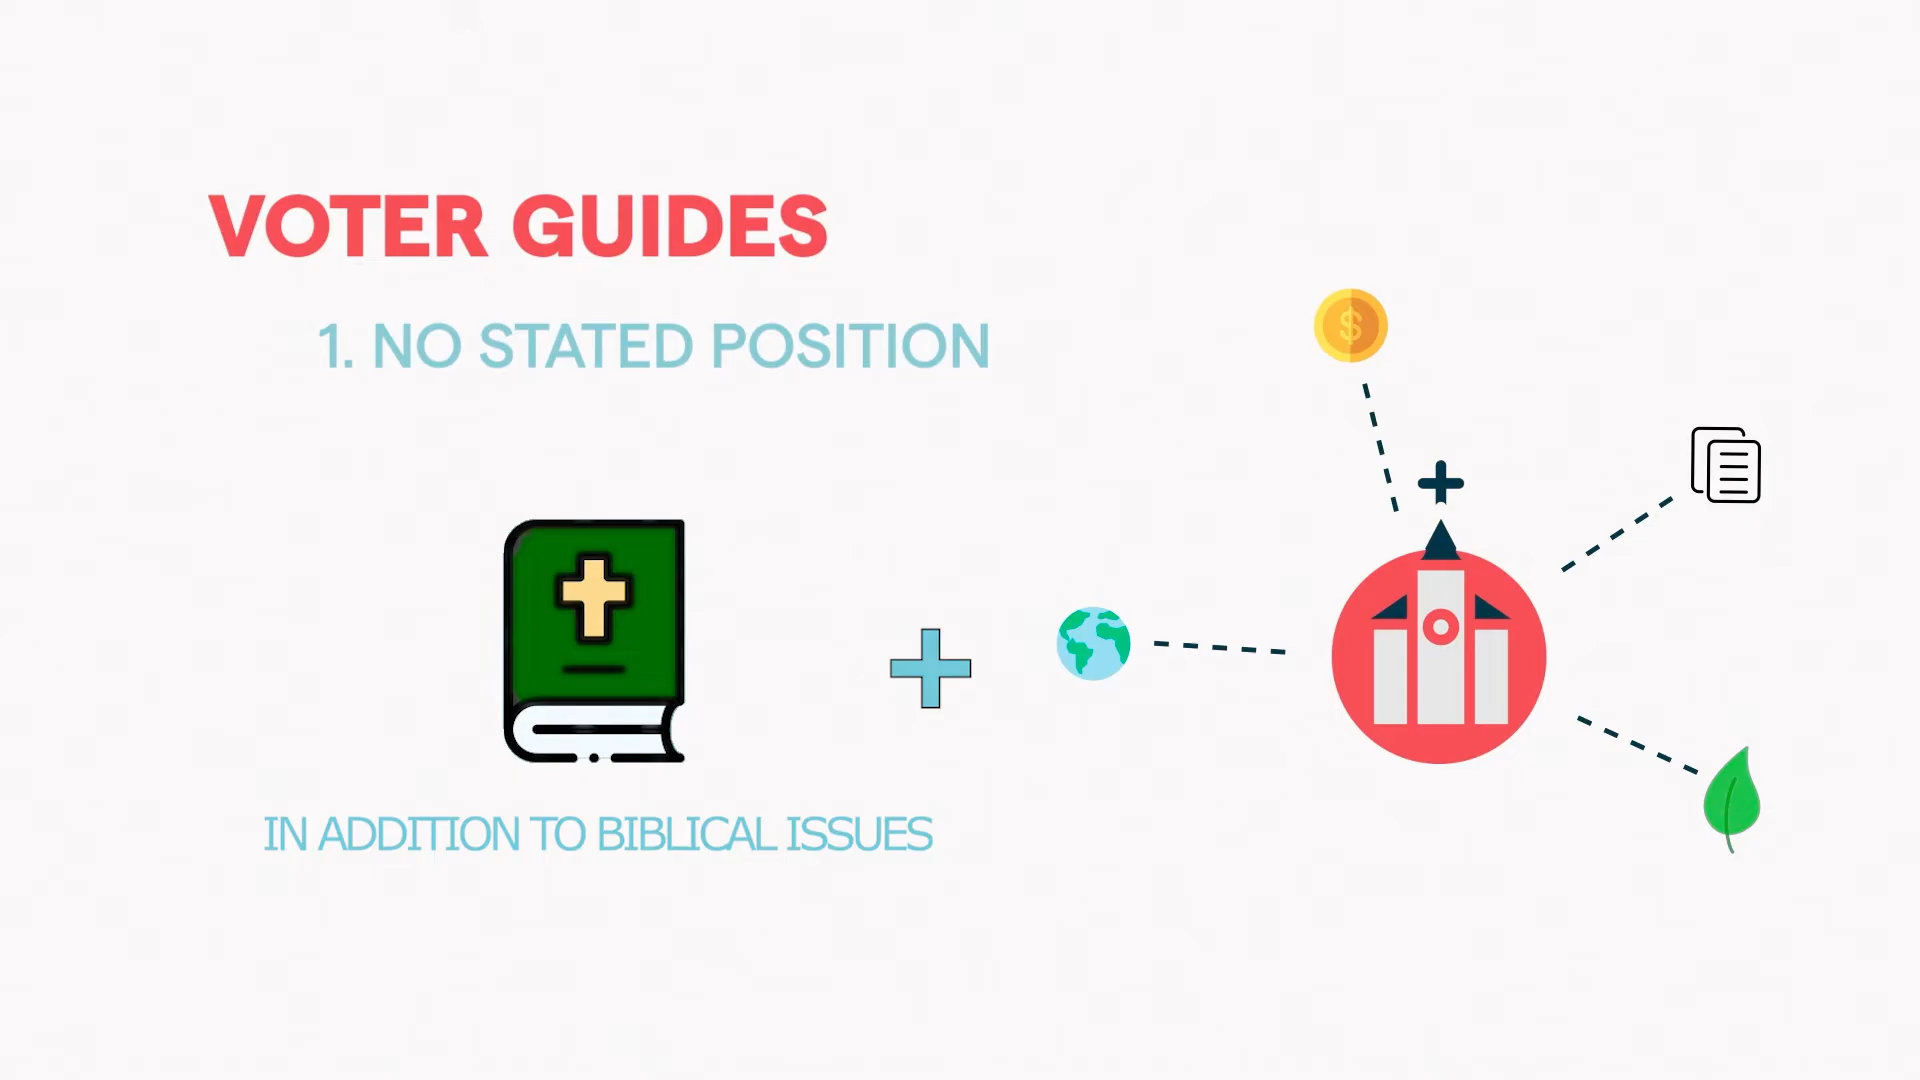 VOTER GUIDES
1. NO STATED POSITION
$
IN ADDITION TO BIBLICAL ISSUES